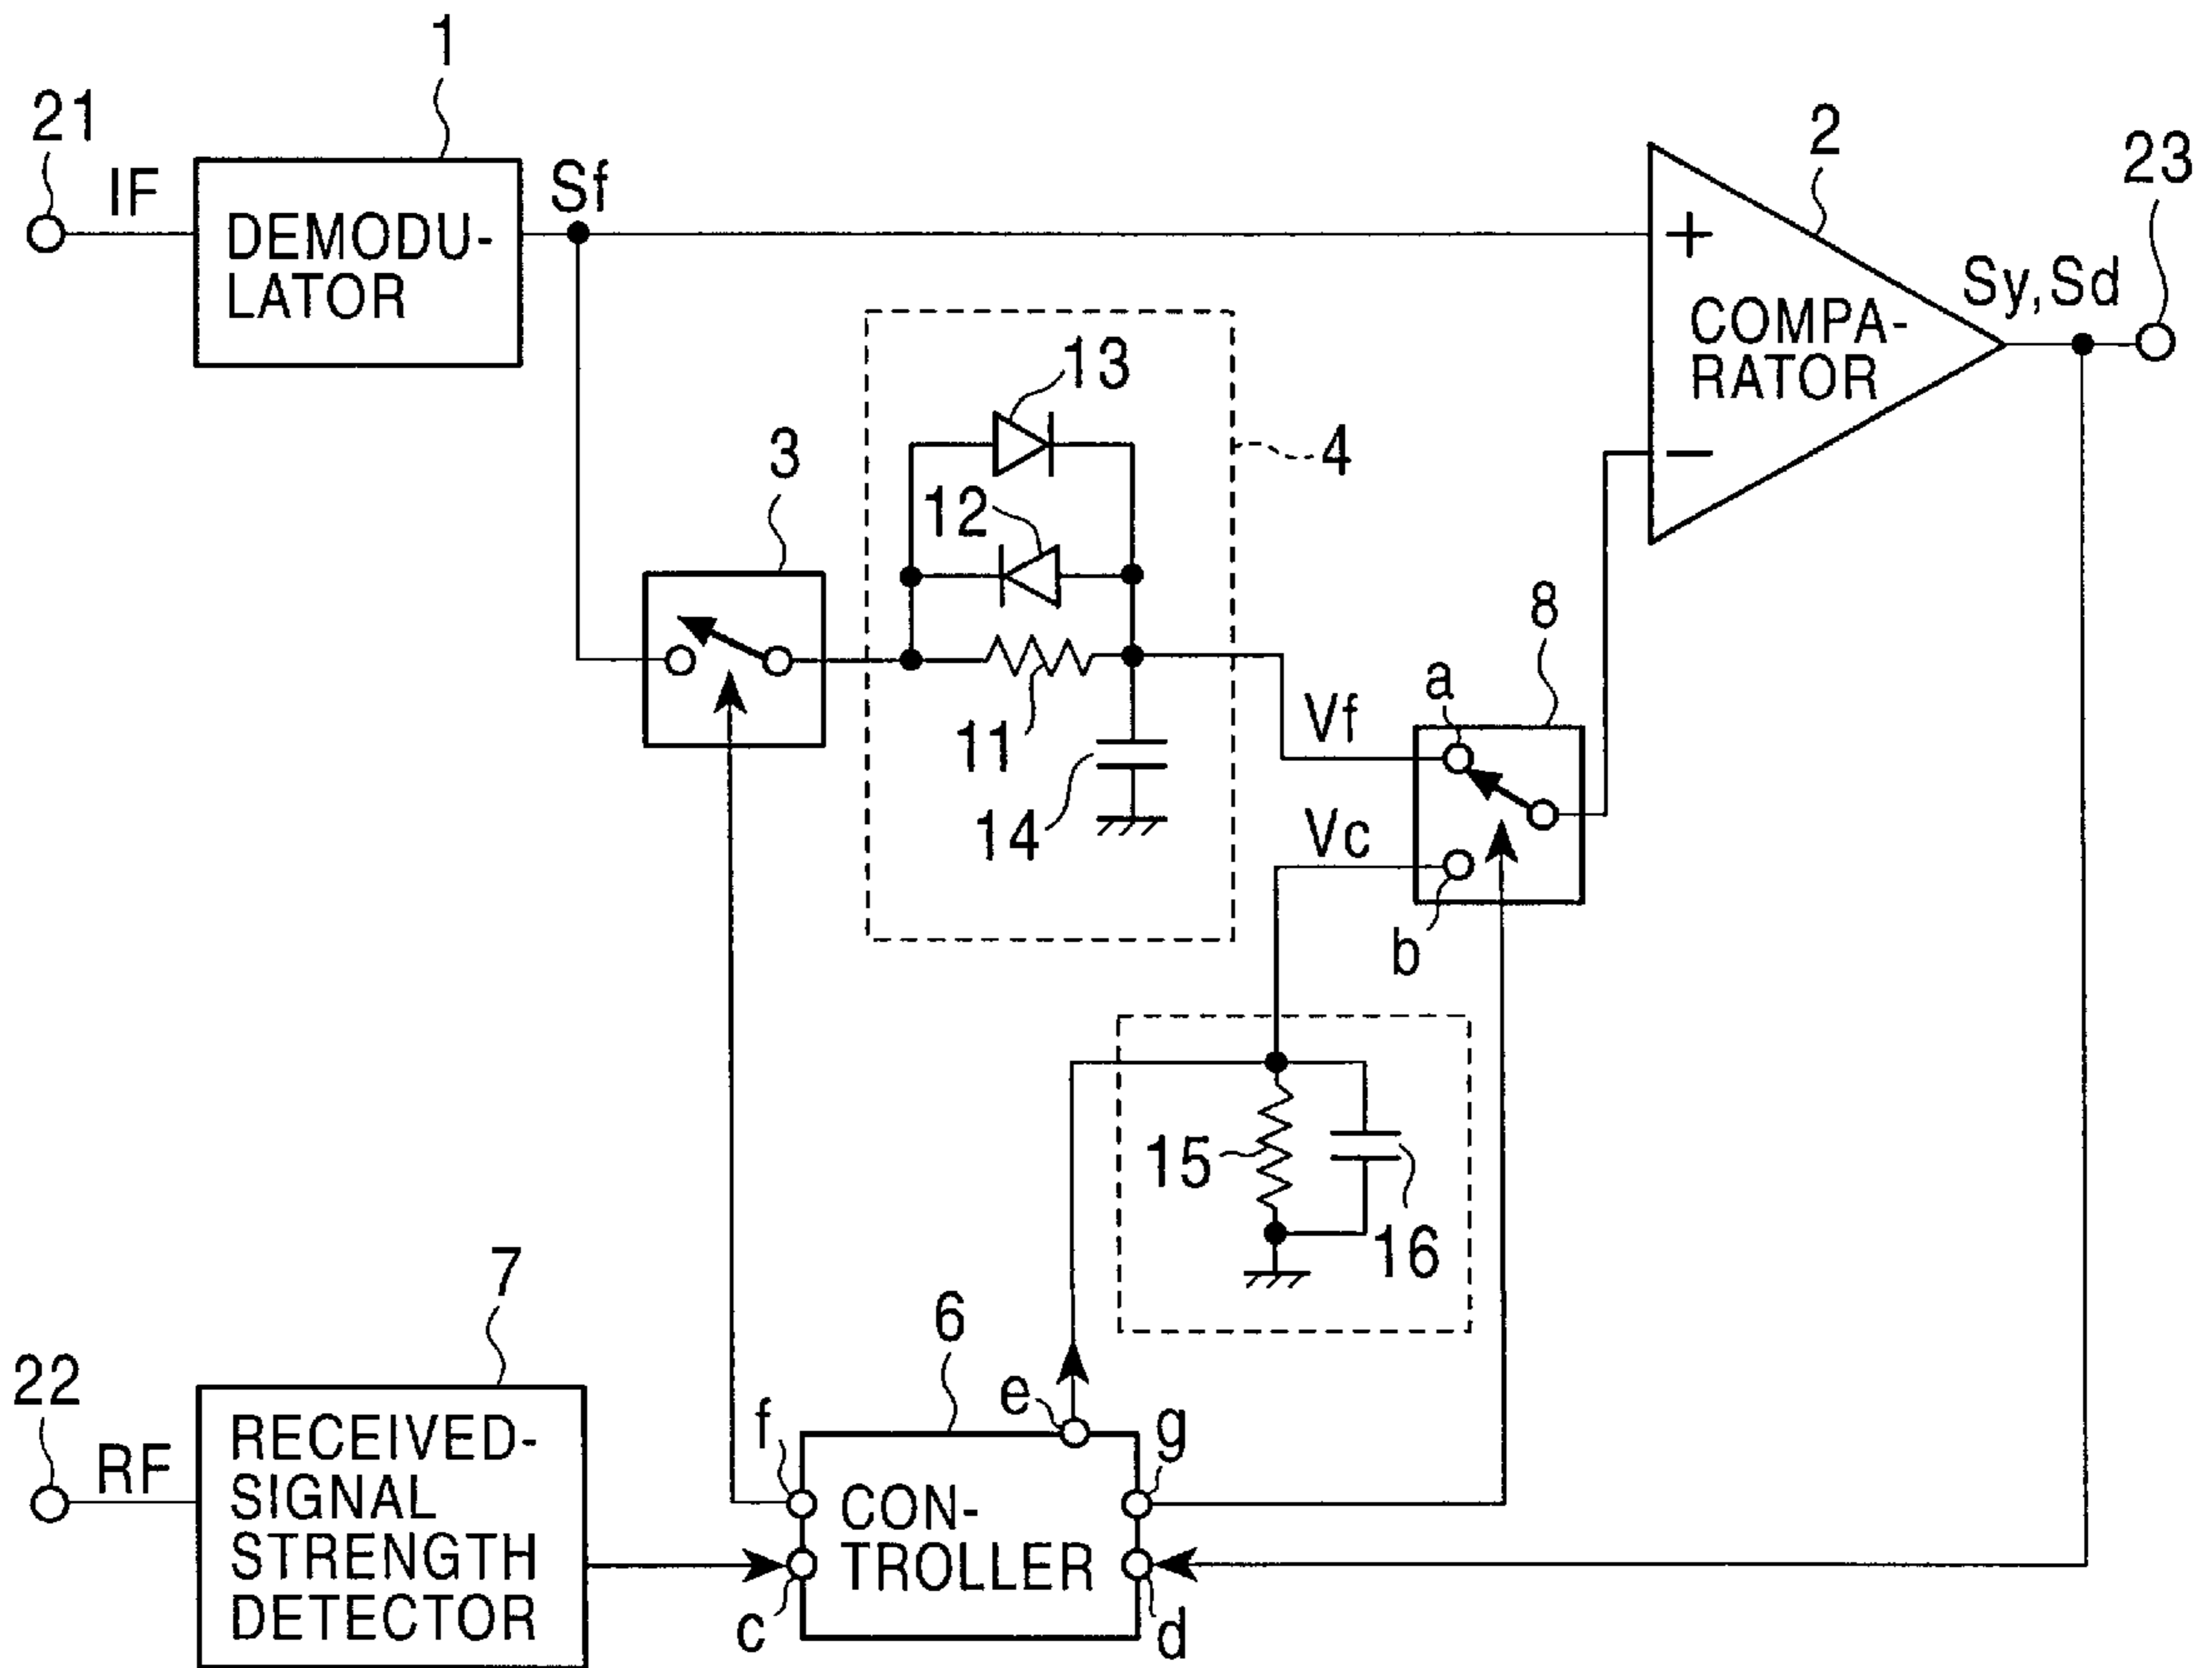 1
21
IF
DEMODU-
LATOR
Sf
2
23
+
COMPA-
RATOR
−
Sy,Sd
13
12
4
3
11
14
Vf
a
8
Vc
b
15
16
7
6
22
RF
RECEIVED-
SIGNAL
STRENGTH
DETECTOR
f
e
g
CON-
TROLLER
c
d